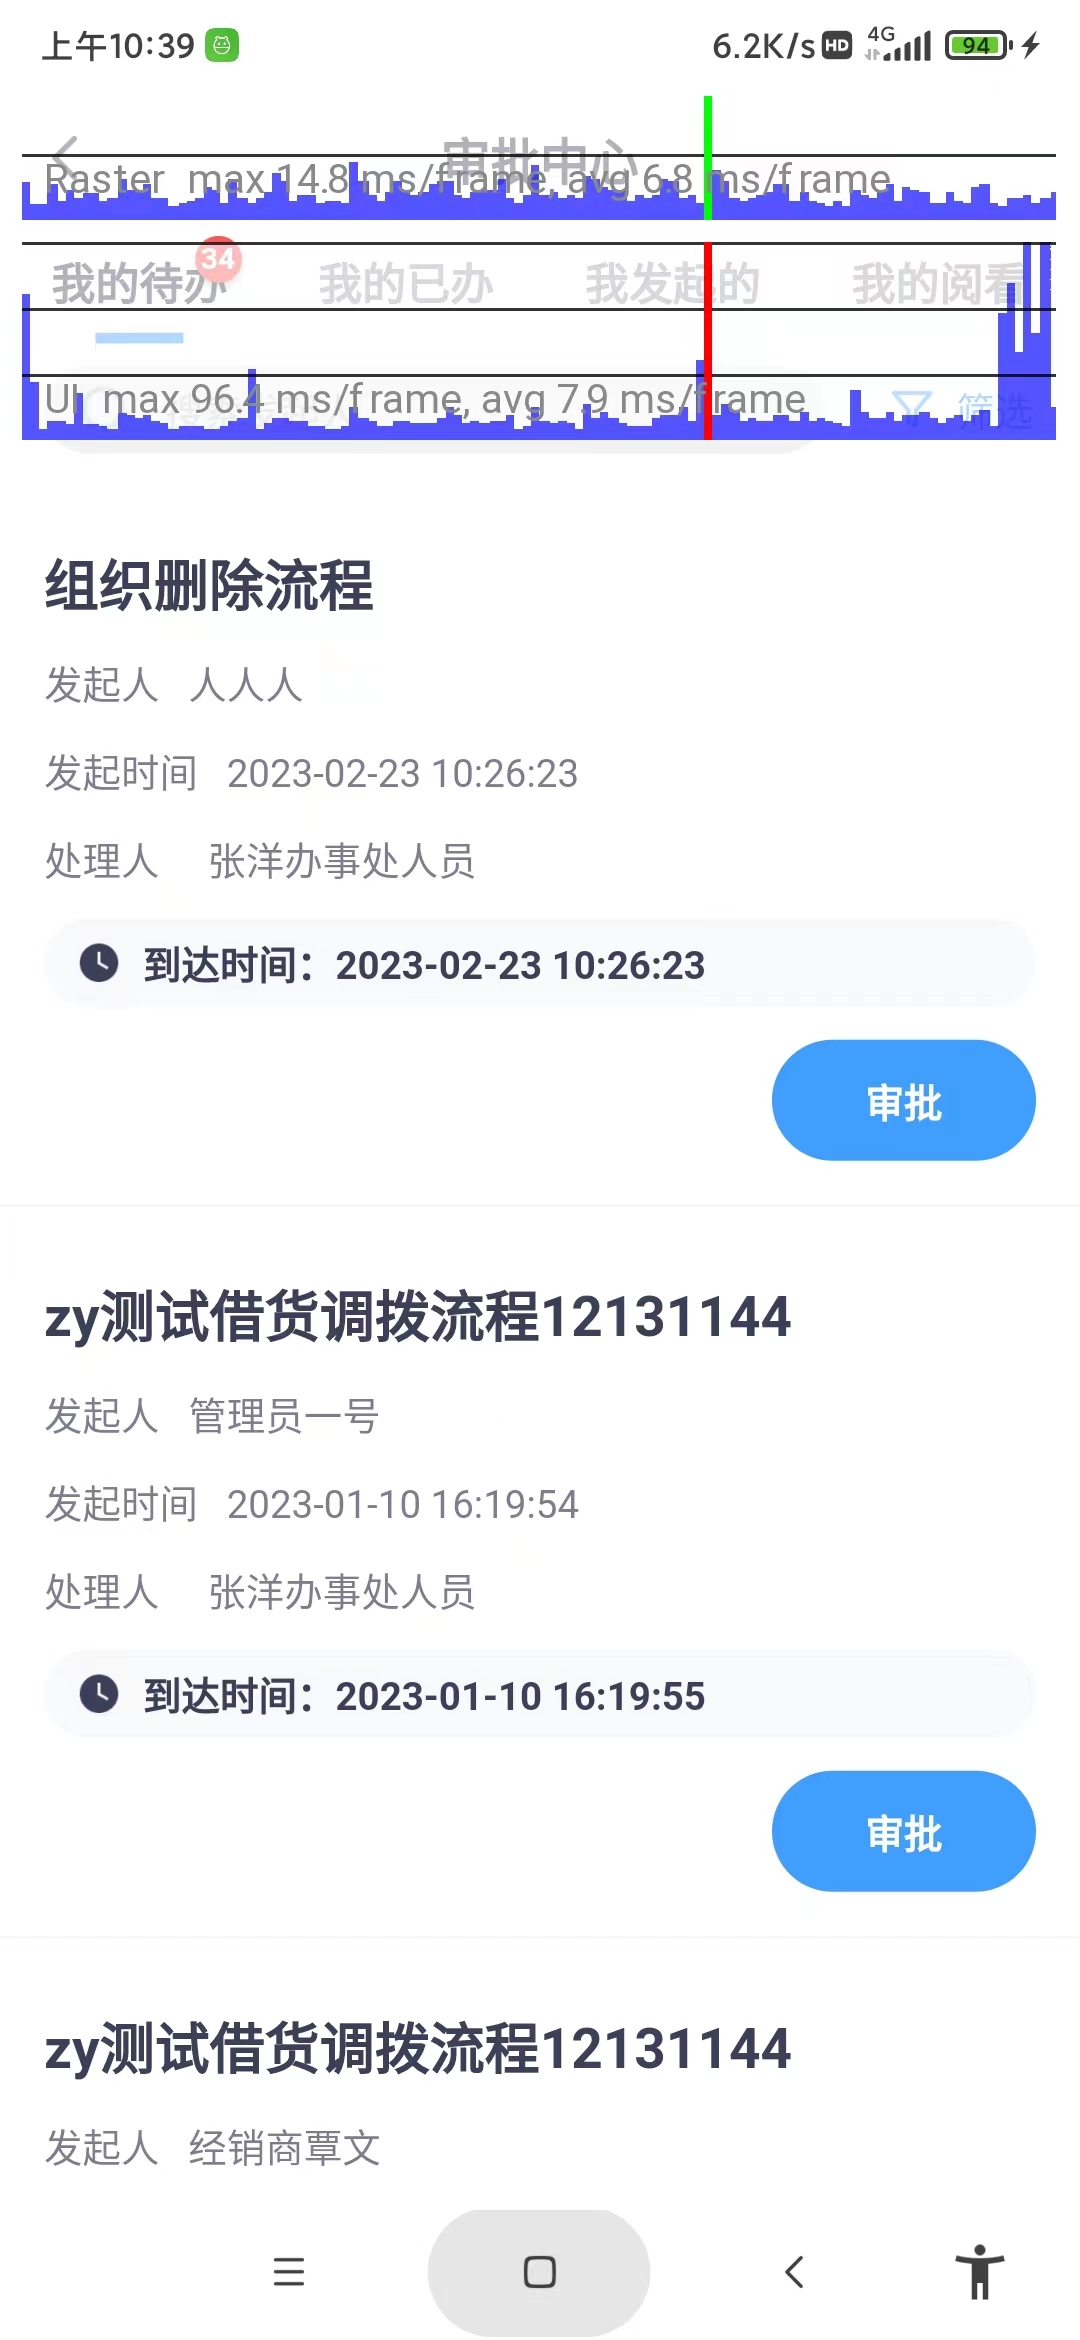 上午10:39
6.2K/s HD 4G 94
审批中心
Raster max 14.8 ms/frame, avg 6.8 ms/frame
我的待办 34 我的已办 我发起的 我的阅看
UI max 96.4 ms/frame, avg 7.9 ms/frame
筛选
组织删除流程
发起人 人人人
发起时间 2023-02-23 10:26:23
处理人 张洋办事处人员
到达时间：2023-02-23 10:26:23
审批
zy测试借货调拨流程12131144
发起人 管理员一号
发起时间 2023-01-10 16:19:54
处理人 张洋办事处人员
到达时间：2023-01-10 16:19:55
审批
zy测试借货调拨流程12131144
发起人 经销商覃文